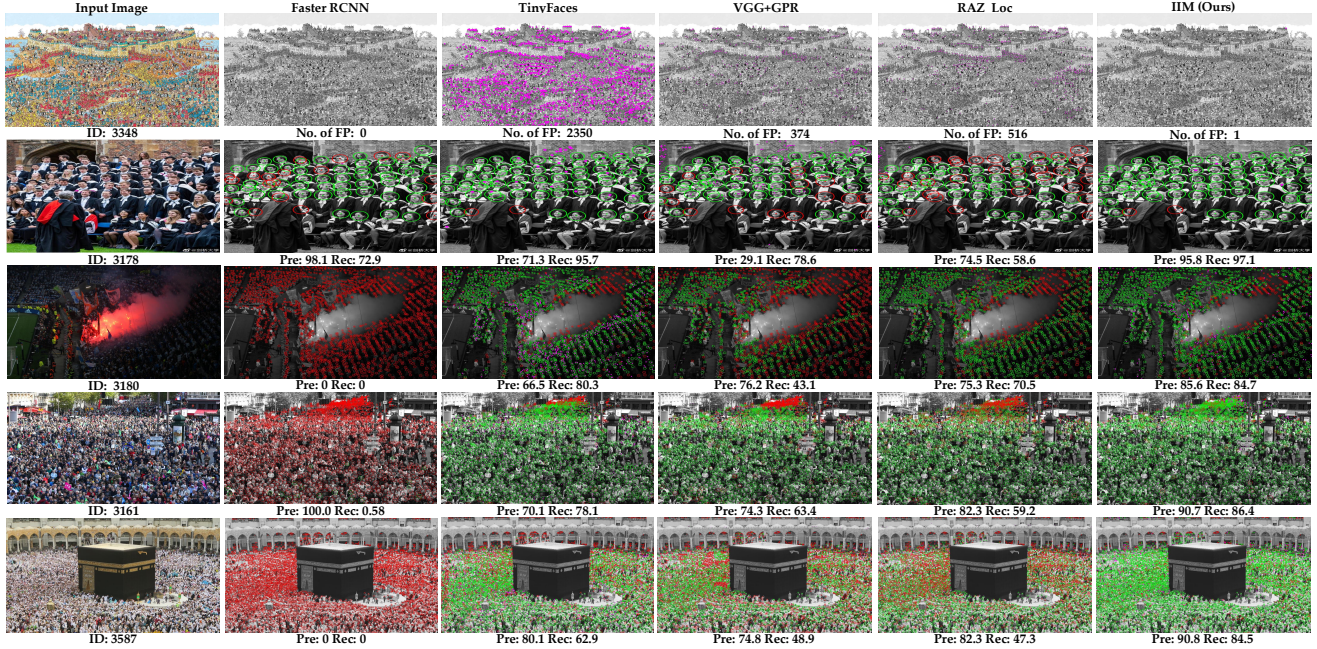 Input Image Faster RCNN TinyFaces VGG+GPR RAZ_Loc IIM (Ours)
ID: 3348 No. of FP: 0 No. of FP: 2350 No. of FP: 374 No. of FP: 516 No. of FP: 1
ID: 3178 Pre: 98.1 Rec: 72.9 Pre: 71.3 Rec: 95.7 Pre: 29.1 Rec: 78.6 Pre: 74.5 Rec: 58.6 Pre: 95.8 Rec: 97.1
ID: 3180 Pre: 0 Rec: 0 Pre: 66.5 Rec: 80.3 Pre: 76.2 Rec: 43.1 Pre: 75.3 Rec: 70.5 Pre: 85.6 Rec: 84.7
ID: 3161 Pre: 100.0 Rec: 0.58 Pre: 70.1 Rec: 78.1 Pre: 74.3 Rec: 63.4 Pre: 82.3 Rec: 59.2 Pre: 90.7 Rec: 86.4
ID: 3587 Pre: 0 Rec: 0 Pre: 80.1 Rec: 62.9 Pre: 74.8 Rec: 48.9 Pre: 82.3 Rec: 47.3 Pre: 90.8 Rec: 84.5